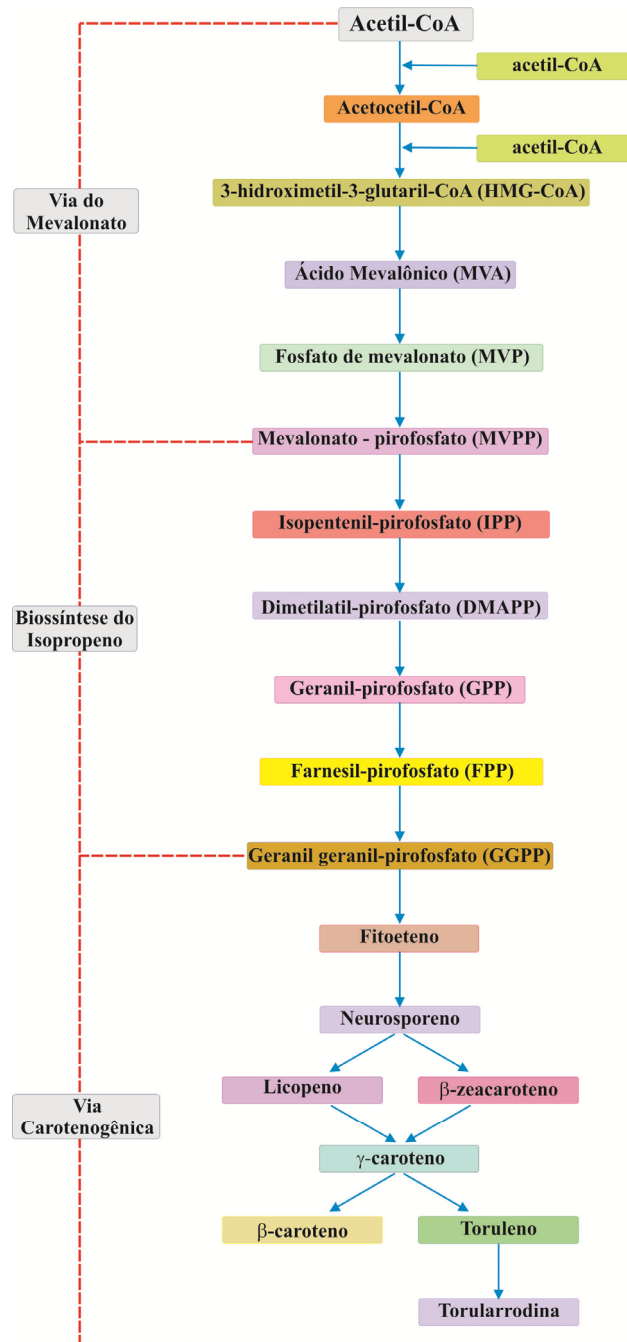 Acetil-CoA
acetil-CoA
Acetocetil-CoA
acetil-CoA
3-hidroximetil-3-glutaril-CoA (HMG-CoA)
Via do
Mevalonato
Ácido Mevalônico (MVA)
Fosfato de mevalonato (MVP)
Mevalonato - pirofosfato (MVPP)
Isopentenil-pirofosfato (IPP)
Biossíntese do
Isopropeno
Dimetilatil-pirofosfato (DMAPP)
Geranil-pirofosfato (GPP)
Farnesil-pirofosfato (FPP)
Geranil geranil-pirofosfato (GGPP)
Fitoeteno
Neurosporeno
Licopeno
β-zeacaroteno
Via
Carotenogênica
γ-caroteno
β-caroteno
Toruleno
Torularrodina